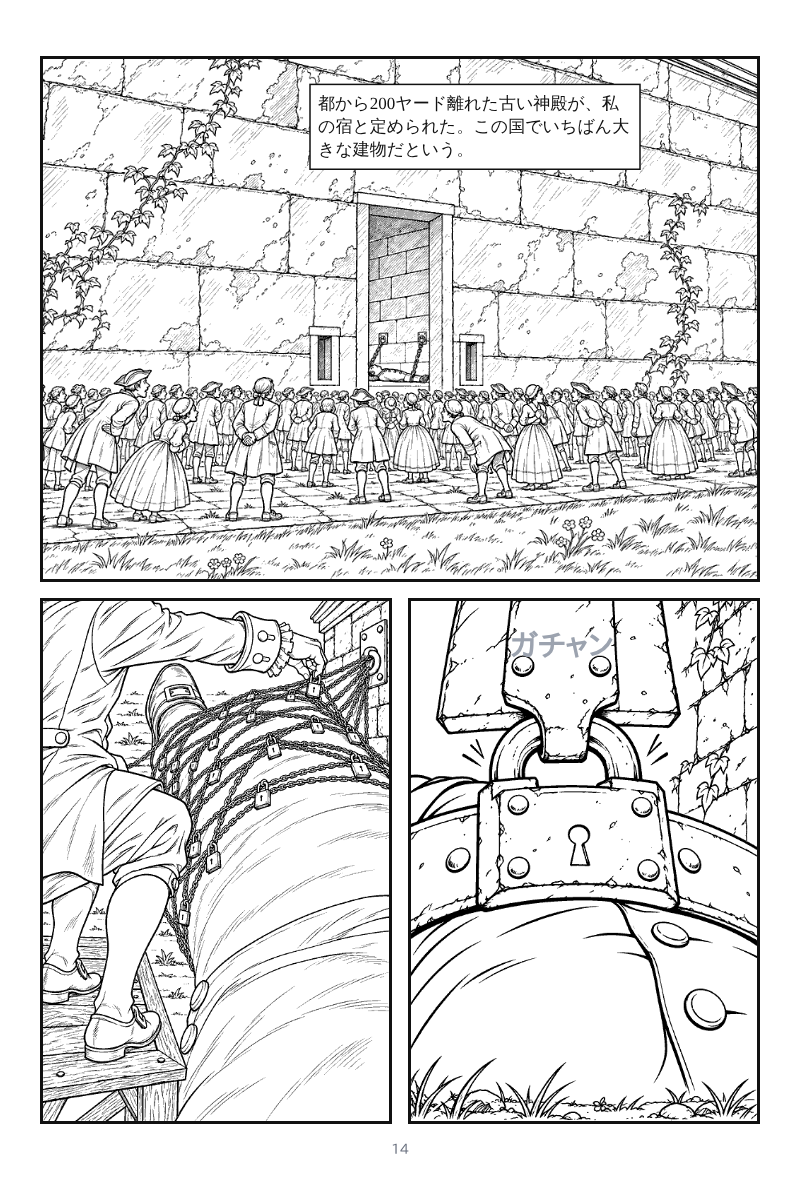 都から200ヤード離れた古い神殿が、私
の宿と定められた。この国でいちばん大
きな建物だという。
ガチャン
14